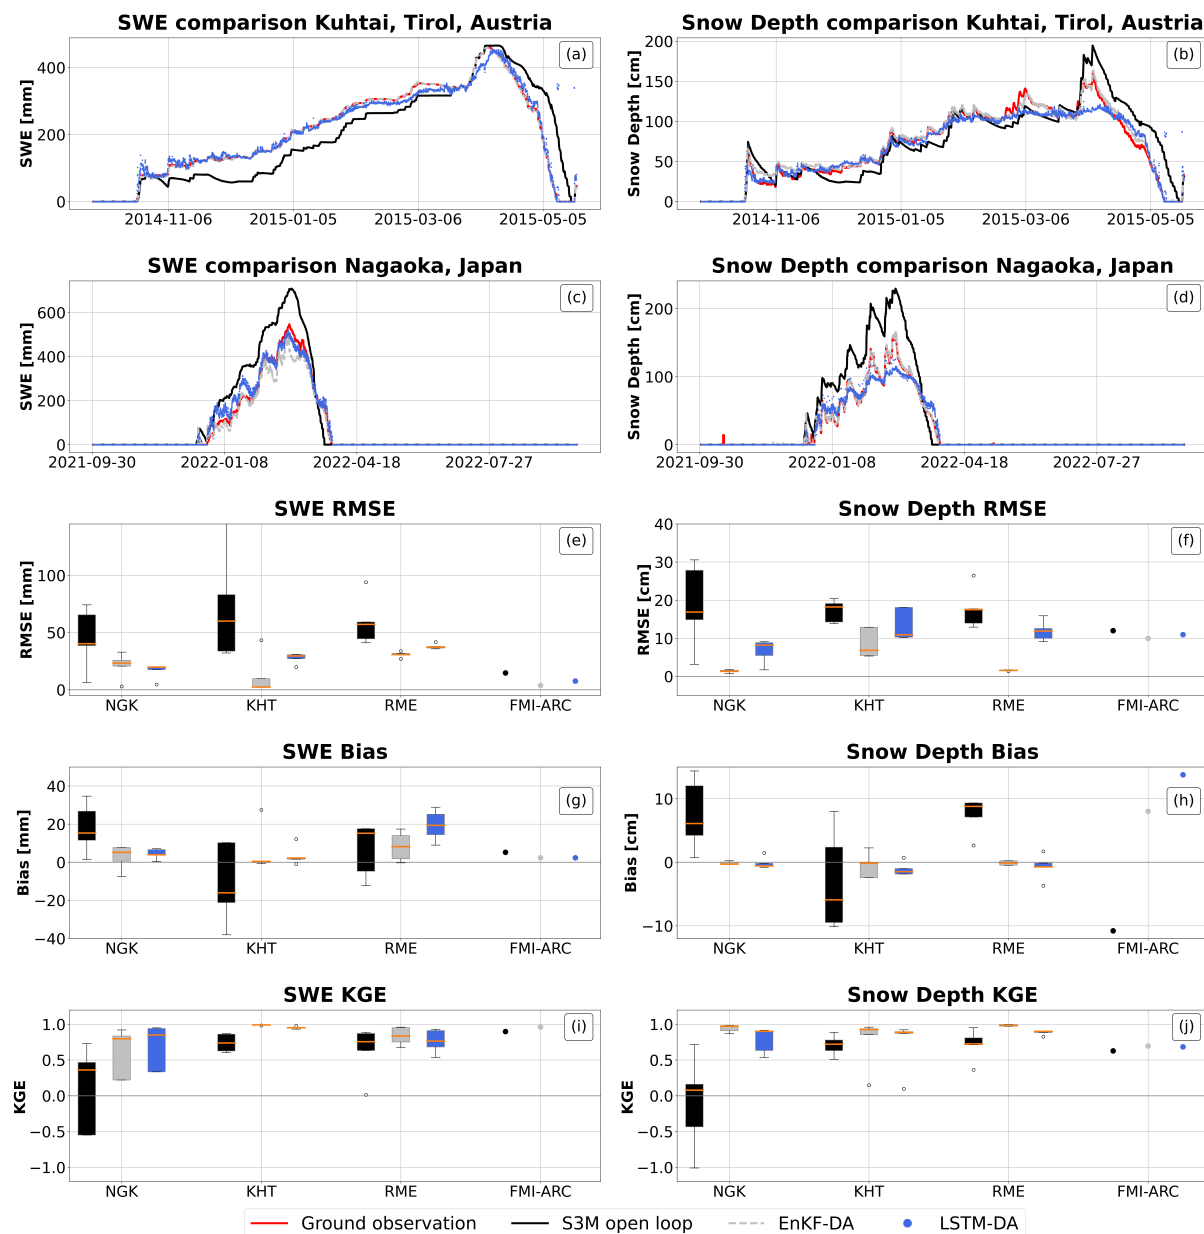 SWE comparison Kuhtai, Tirol, Austria
SWE [mm]
400
200
0
(a)
2014-11-06 2015-01-05 2015-03-06 2015-05-05
Snow Depth comparison Kuhtai, Tirol, Austria
Snow Depth [cm]
200
150
100
50
0
(b)
2014-11-06 2015-01-05 2015-03-06 2015-05-05
SWE comparison Nagaoka, Japan
SWE [mm]
600
400
200
0
(c)
2021-09-30 2022-01-08 2022-04-18 2022-07-27
Snow Depth comparison Nagaoka, Japan
Snow Depth [cm]
200
100
0
(d)
2021-09-30 2022-01-08 2022-04-18 2022-07-27
SWE RMSE
RMSE [mm]
100
50
0
(e)
NGK KHT RME FMI-ARC
Snow Depth RMSE
RMSE [cm]
40
30
20
10
0
(f)
NGK KHT RME FMI-ARC
SWE Bias
Bias [mm]
40
20
0
−20
−40
(g)
NGK KHT RME FMI-ARC
Snow Depth Bias
Bias [cm]
10
0
−10
(h)
NGK KHT RME FMI-ARC
SWE KGE
KGE
1.0
0.5
0.0
−0.5
−1.0
(i)
NGK KHT RME FMI-ARC
Snow Depth KGE
KGE
1.0
0.5
0.0
−0.5
−1.0
(j)
NGK KHT RME FMI-ARC
Ground observation S3M open loop EnKF-DA LSTM-DA